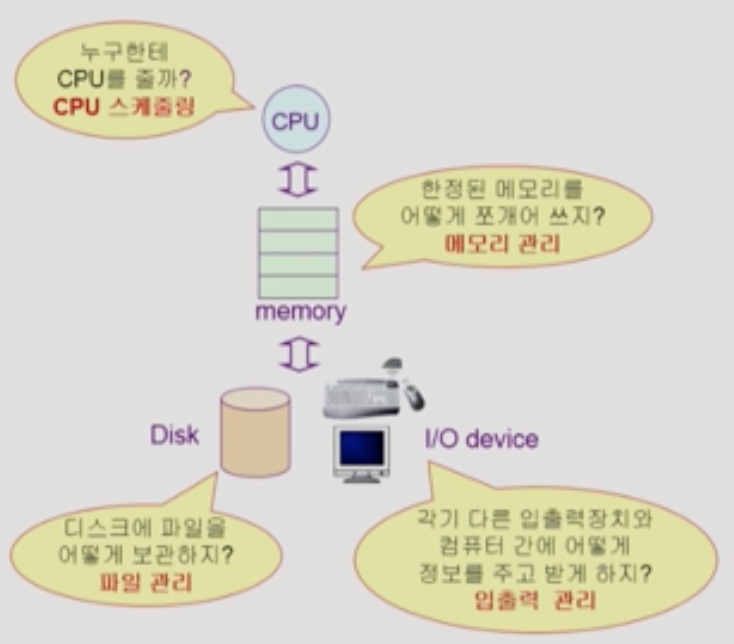 누구한테
CPU를 줄까?
CPU 스케줄링
CPU
한정된 메모리를
어떻게 쪼개어 쓰지?
메모리 관리
memory
Disk
I/O device
디스크에 파일을
어떻게 보관하지?
파일 관리
각기 다른 입출력장치와
컴퓨터 간에 어떻게
정보를 주고 받게 하지?
입출력 관리